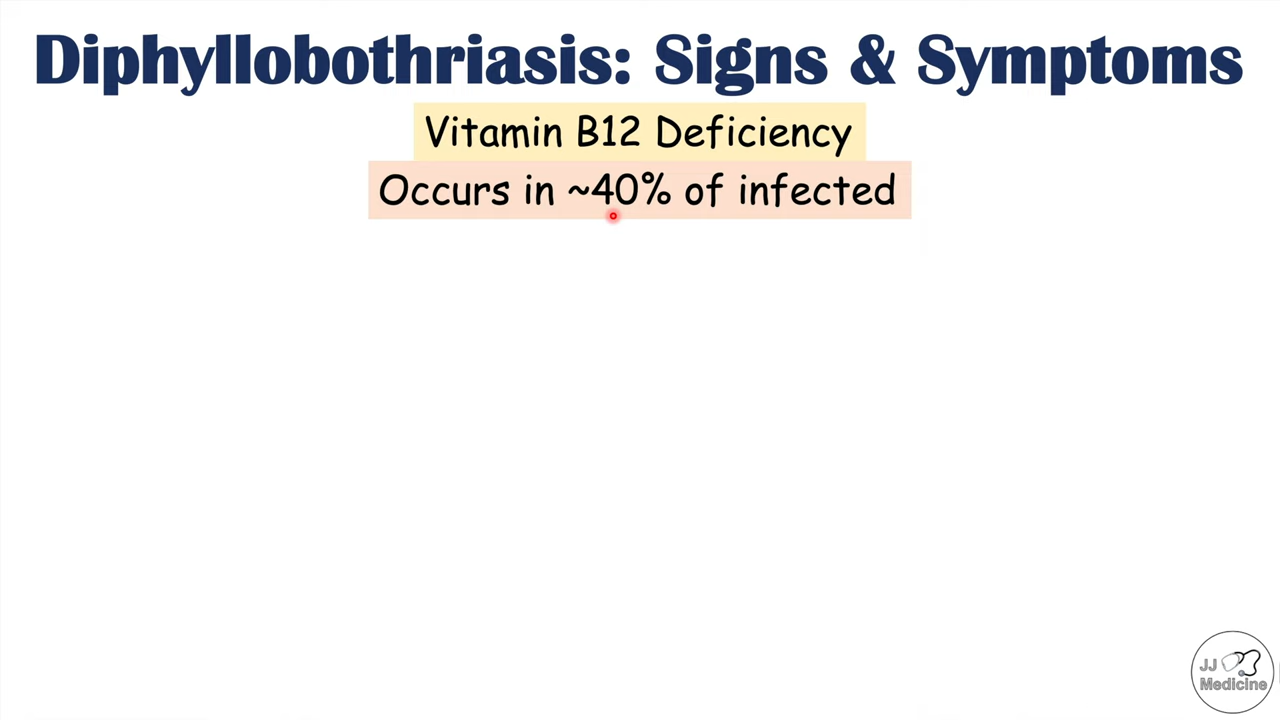 Diphyllobothriasis: Signs & Symptoms
Vitamin B12 Deficiency
Occurs in ~40% of infected
JJ
Medicine